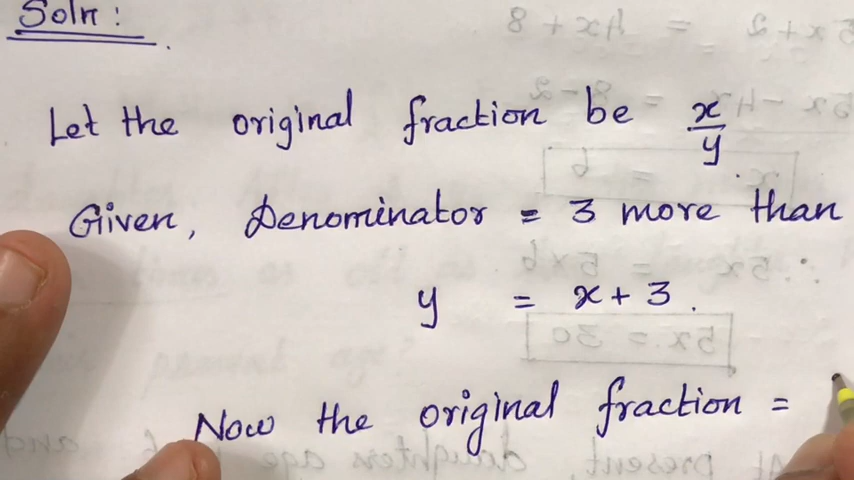 Soln :
Let the original fraction be x/y
Given, Denominator = 3 more than
y = x + 3.
Now the original fraction =